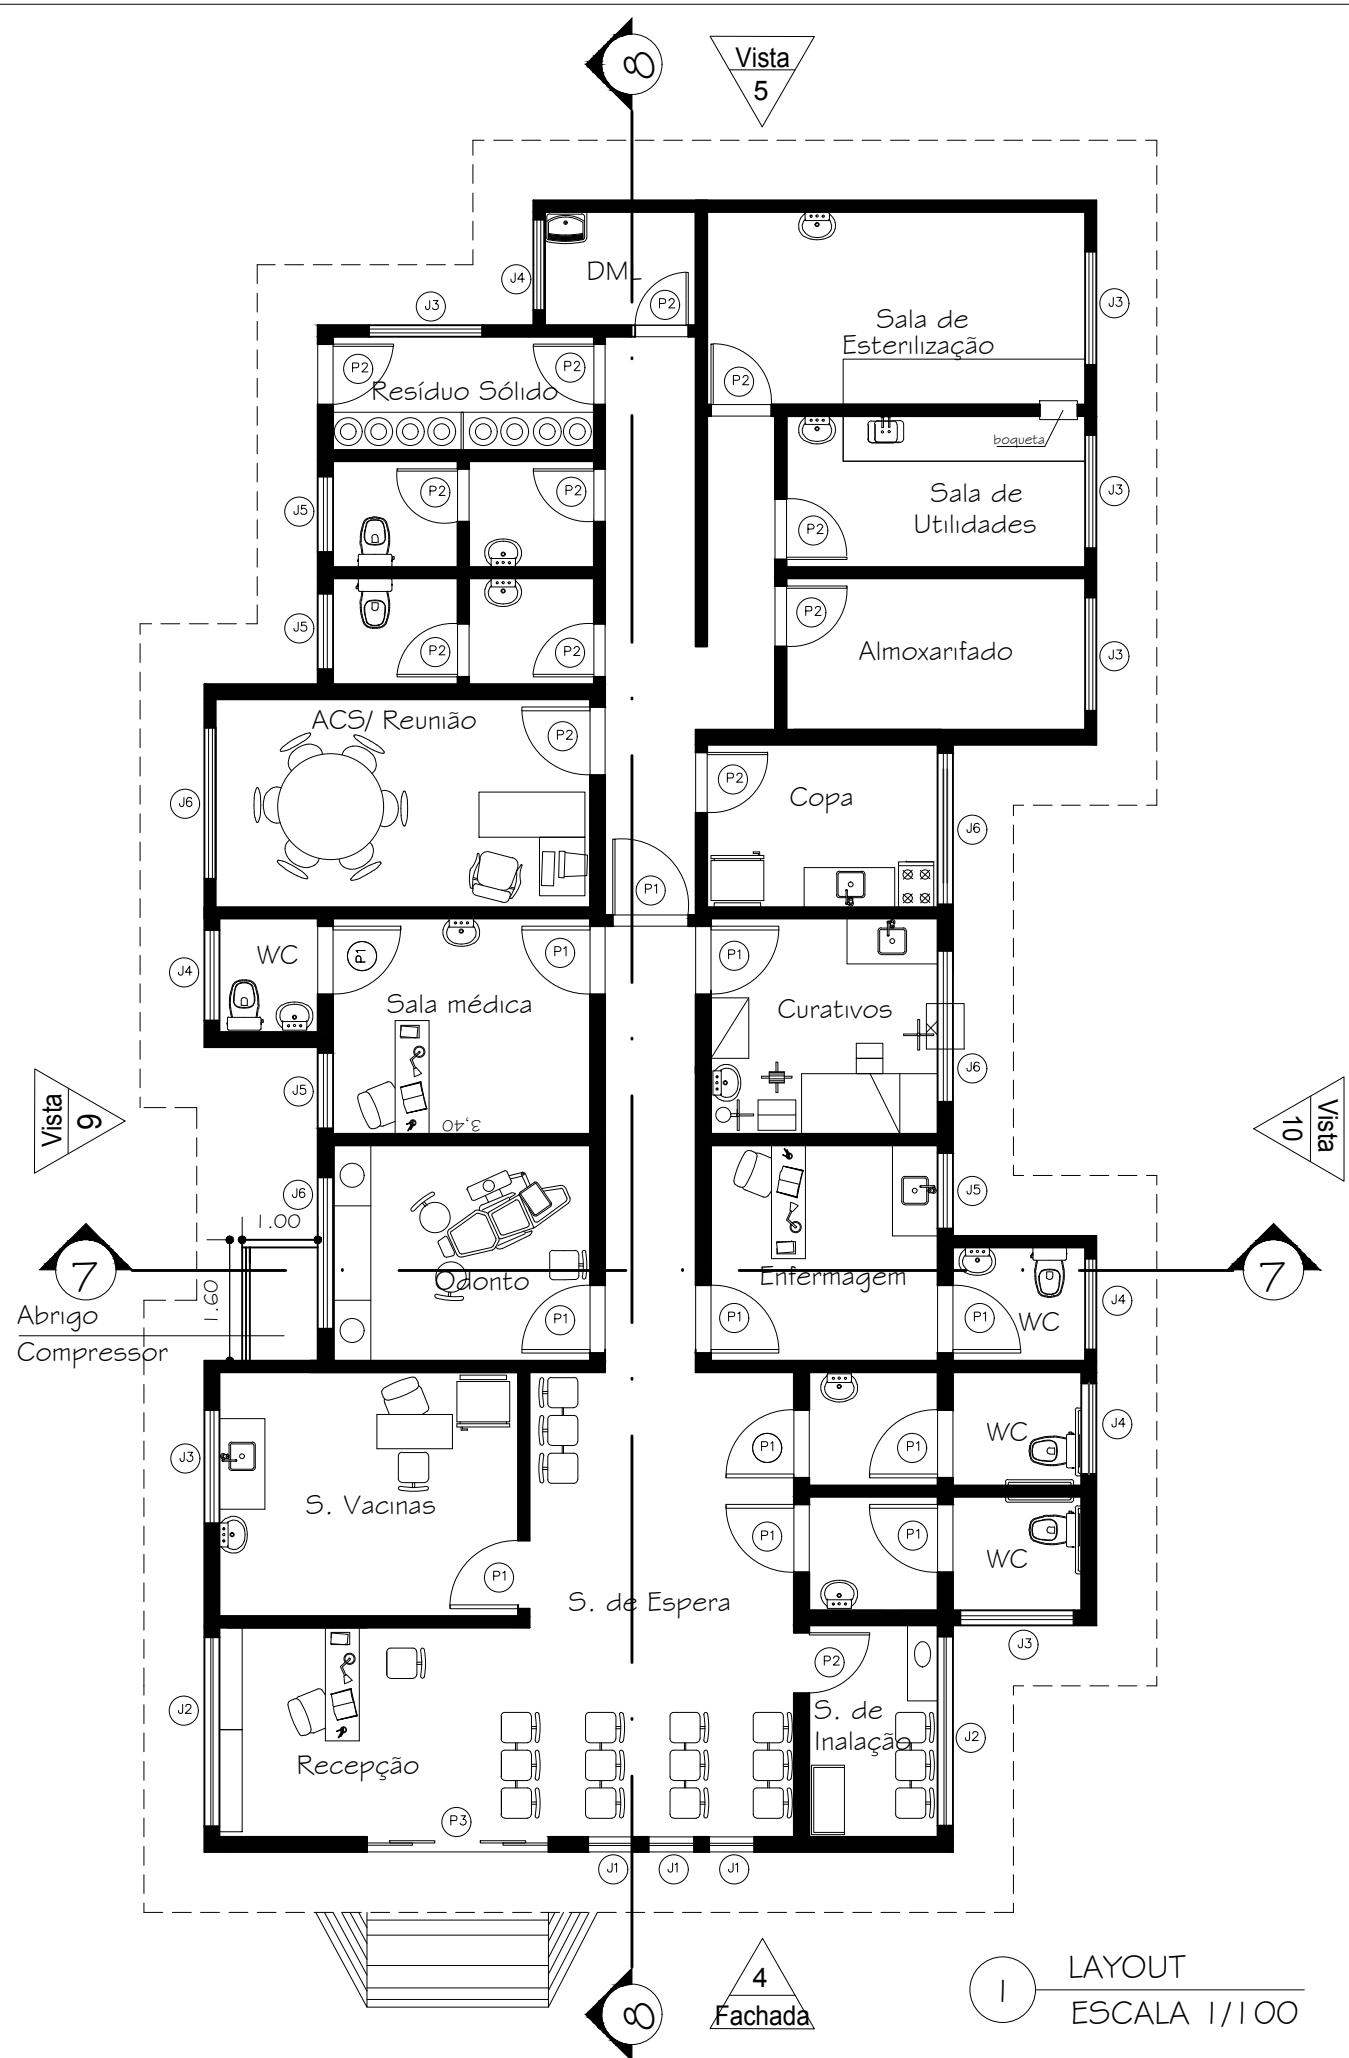 8
Vista
5
DML
J4
P2
J3
Sala de
Esterilização
J3
P2
P2
P2
Resíduo Sólido
boqueta
J5
P2
P2
Sala de
Utilidades
J3
P2
J5
P2
P2
P2
Almoxarifado
J3
ACS/ Reunião
P2
J6
P2
Copa
J6
P1
WC
P1
P1
P1
J4
Sala médica
Curativos
J5
J6
3,40
Vista
9
Vista
10
J6
1.00
J5
7
1.60
Odonto
Enfermagem
7
Abrigo
Compressor
P1
P1
P1
WC
J4
J3
S. Vacinas
P1
P1
WC
J4
P1
P1
P1
WC
S. de Espera
J3
J2
P2
S. de
Inalação
J2
Recepção
P3
J1
J1
J1
8
4
Fachada
1
LAYOUT
ESCALA 1/100